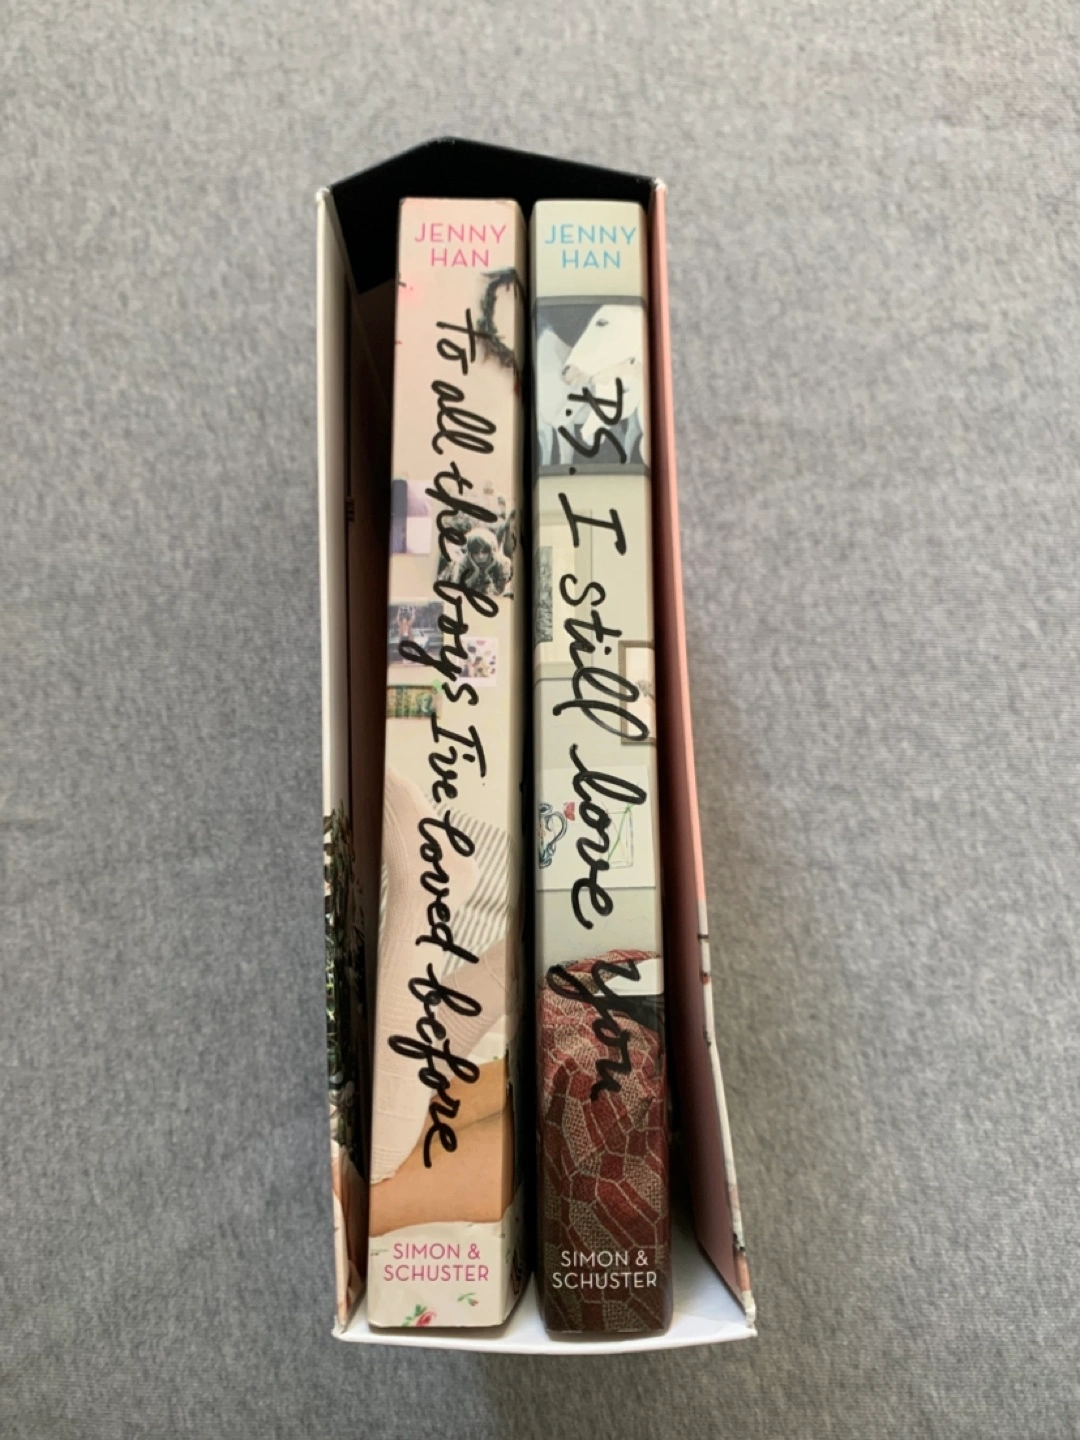 JENNY
HAN
To all the boys I've loved before
SIMON &
SCHUSTER
JENNY
HAN
P.S. I still love you
SIMON &
SCHUSTER